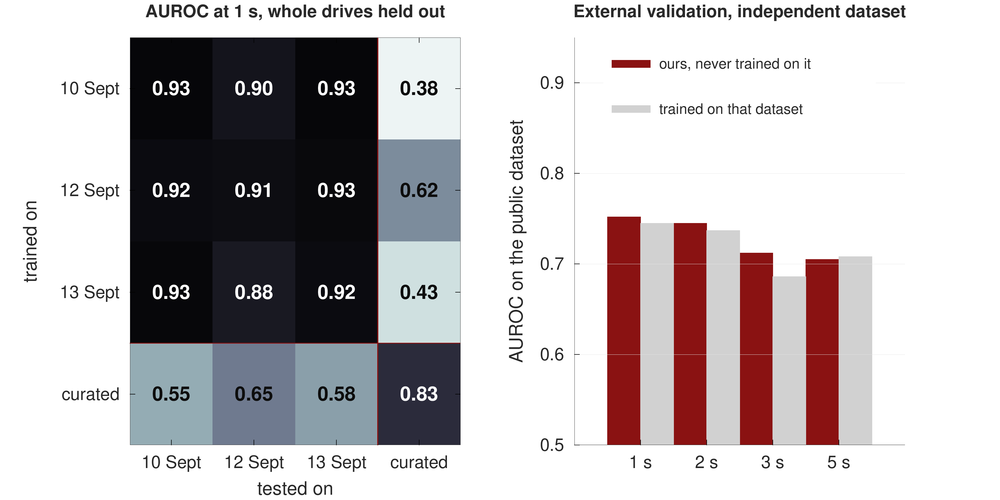 AUROC at 1 s, whole drives held out
trained on
10 Sept 0.93 0.90 0.93 0.38
12 Sept 0.92 0.91 0.93 0.62
13 Sept 0.93 0.88 0.92 0.43
curated 0.55 0.65 0.58 0.83
10 Sept 12 Sept 13 Sept curated
tested on
External validation, independent dataset
ours, never trained on it
trained on that dataset
AUROC on the public dataset
0.9
0.8
0.7
0.6
0.5
1 s 2 s 3 s 5 s